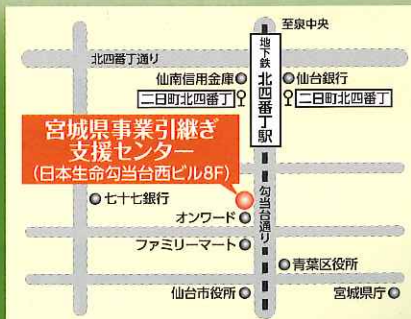 至泉中央
北四番丁通り
地下鉄 北四番丁駅
仙南信用金庫
仙台銀行
二日町北四番丁
二日町北四番丁
宮城県事業引継ぎ
支援センター
(日本生命勾当台西ビル8F)
七十七銀行
勾当台通り
オンワード
ファミリーマート
青葉区役所
仙台市役所
宮城県庁